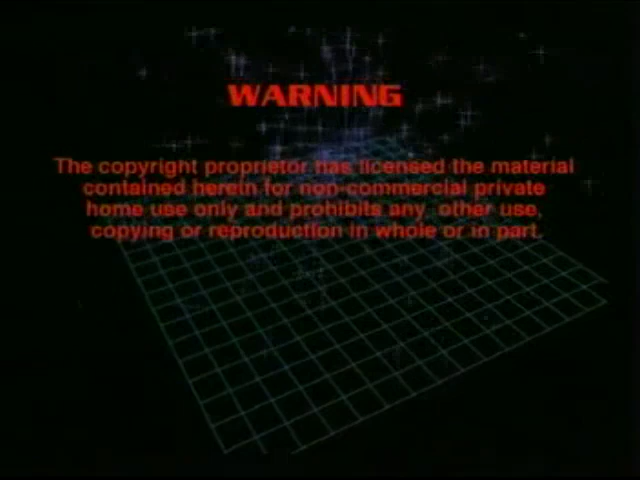 WARNING
The copyright proprietor has licensed the material
contained herein for non-commercial private
home use only and prohibits any other use,
copying or reproduction in whole or in part.